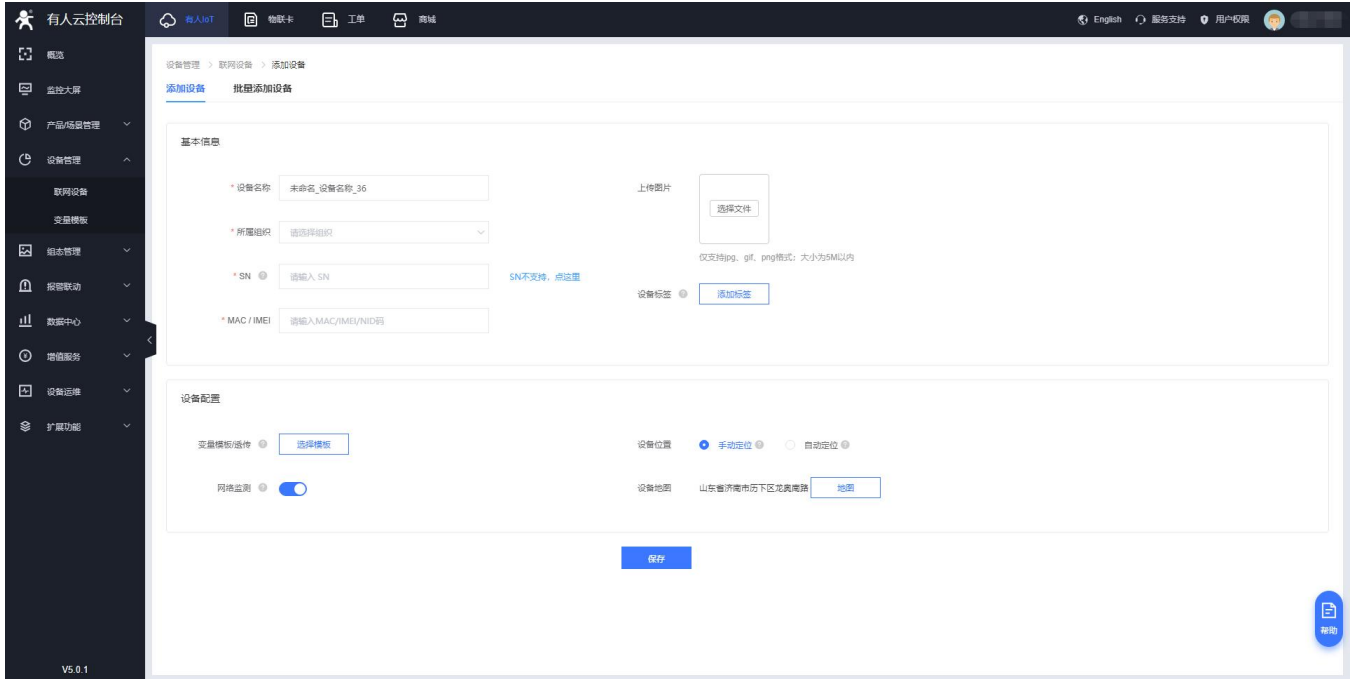 有人云控制台
有人IoT 物联卡 工单 商城 English 服务支持 用户权限
概览
监控大屏
产品/场景管理
设备管理
联网设备
变量模板
组态管理
报警联动
数据中心
增值服务
设备运维
扩展功能
V5.0.1
设备管理 > 联网设备 > 添加设备
添加设备 批量添加设备
基本信息
* 设备名称 未命名_设备名称_36
* 所属组织 请选择组织
* SN 请输入 SN SN不支持，点这里
* MAC / IMEI 请输入MAC/IMEI/NID码
上传图片 选择文件
仅支持jpg、gif、png格式；大小为5M以内
设备标签 添加标签
设备配置
变量模板/透传 选择模板
网络监测
设备位置 手动定位 自动定位
设备地图 山东省济南市历下区龙奥南路 地图
保存
帮助